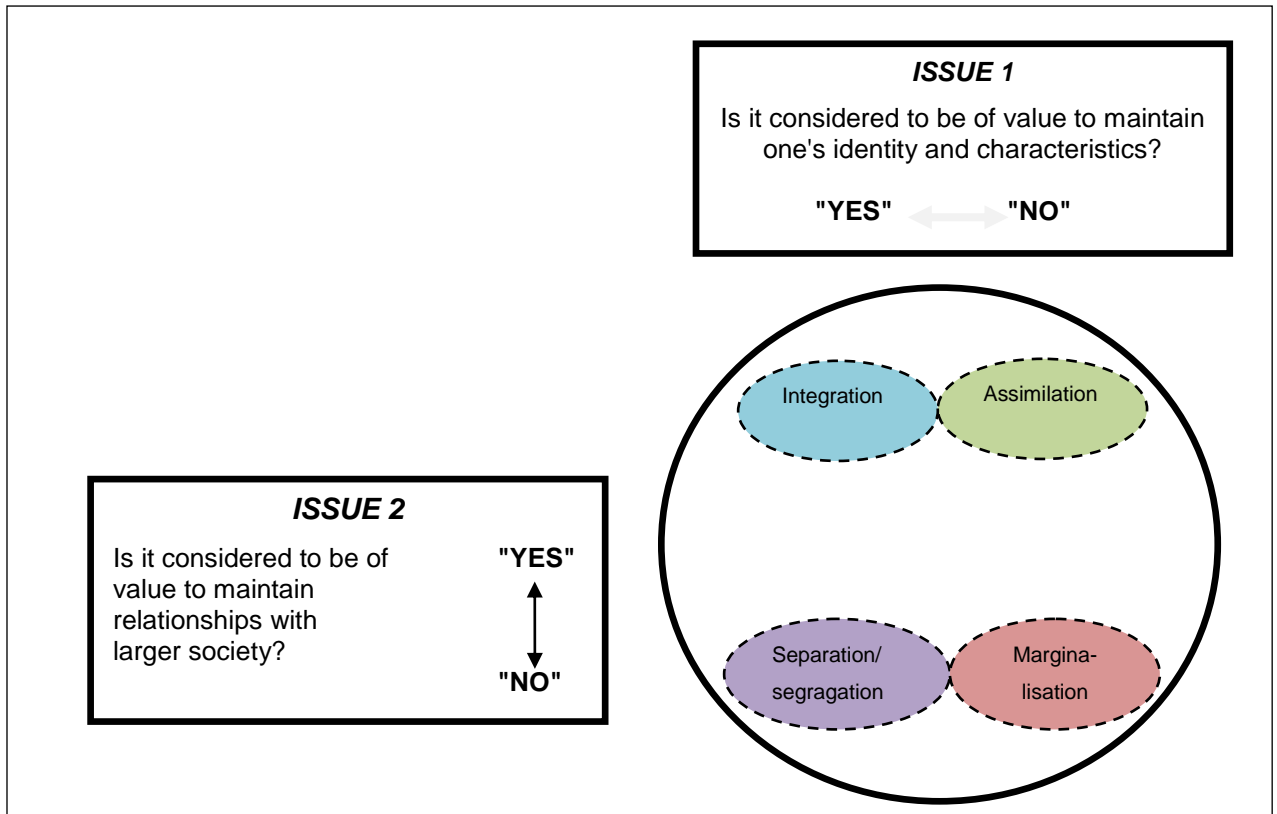 ISSUE 1
Is it considered to be of value to maintain
one's identity and characteristics?
"YES" "NO"
Integration
Assimilation
ISSUE 2
Is it considered to be of
value to maintain
relationships with
larger society?
"YES"
"NO"
Separation/
segragation
Margina-
lisation